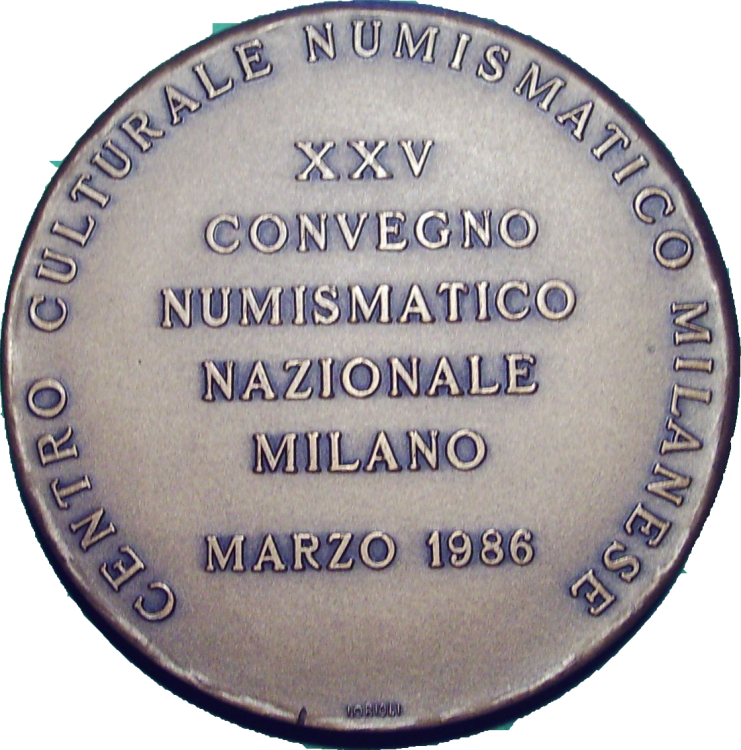 CENTRO CULTURALE NUMISMATICO MILANESE
XXV
CONVEGNO
NUMISMATICO
NAZIONALE
MILANO
MARZO 1986